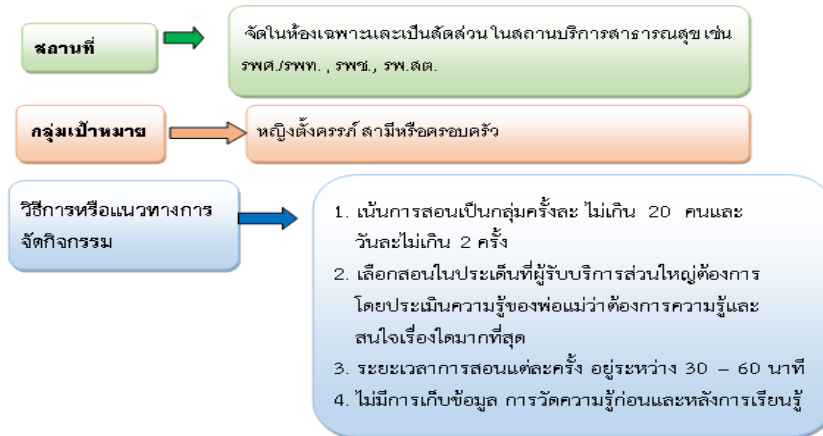 สถานที่
จัดในห้องเฉพาะและเป็นสัดส่วน ในสถานบริการสาธารณสุข เช่น
รพศ./รพท. , รพช., รพ.สต.
กลุ่มเป้าหมาย
หญิงตั้งครรภ์ สามีหรือครอบครัว
วิธีการหรือแนวทางการ
จัดกิจกรรม
1. เน้นการสอนเป็นกลุ่มครั้งละ ไม่เกิน 20 คนและ
วันละไม่เกิน 2 ครั้ง
2. เลือกสอนในประเด็นที่ผู้รับบริการส่วนใหญ่ต้องการ
โดยประเมินความรู้ของพ่อแม่ว่าต้องการความรู้และ
สนใจเรื่องใดมากที่สุด
3. ระยะเวลาการสอนแต่ละครั้ง อยู่ระหว่าง 30 – 60 นาที
4. ไม่มีการเก็บข้อมูล การวัดความรู้ก่อนและหลังการเรียนรู้